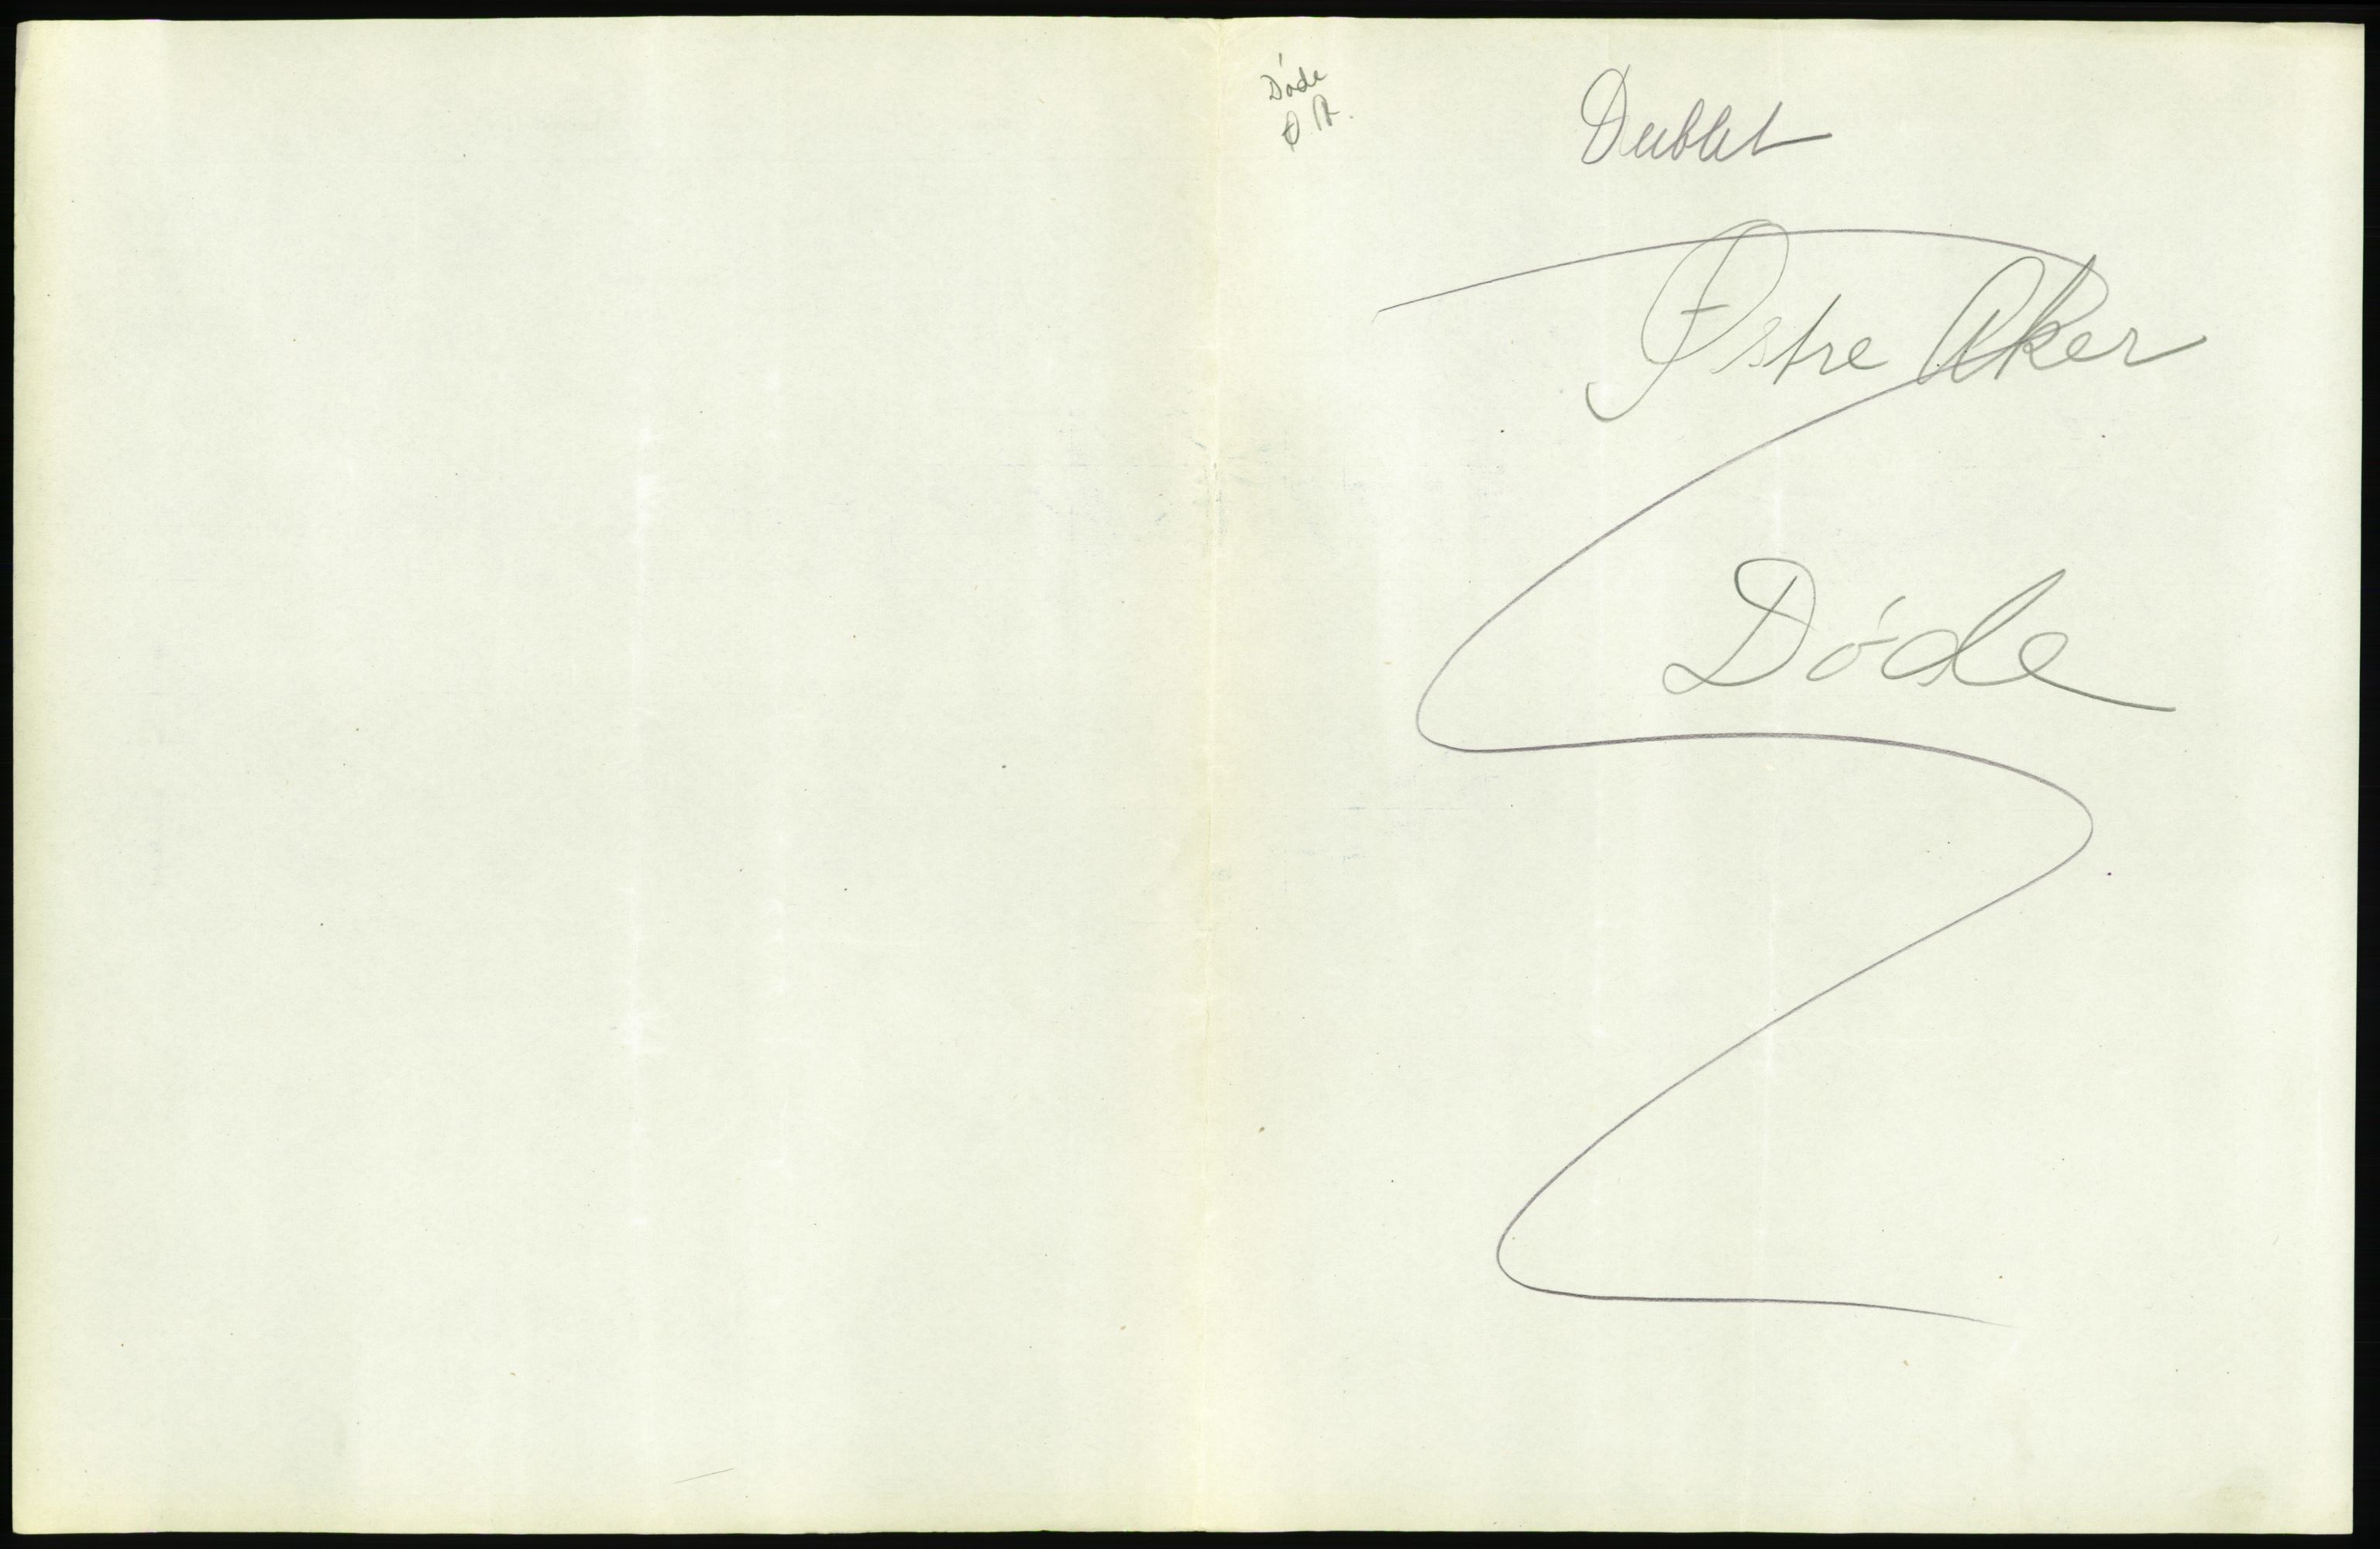 Døde
Ø A.
Dublet
Østre Aker
Døde